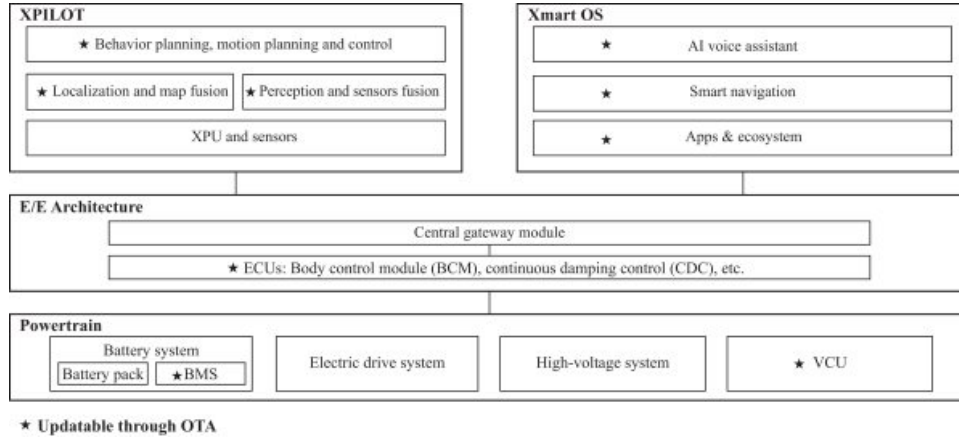 XPILOT
★ Behavior planning, motion planning and control
★ Localization and map fusion
★ Perception and sensors fusion
XPU and sensors
Xmart OS
★ AI voice assistant
★ Smart navigation
★ Apps & ecosystem
E/E Architecture
Central gateway module
★ ECUs: Body control module (BCM), continuous damping control (CDC), etc.
Powertrain
Battery system
Battery pack
★BMS
Electric drive system
High-voltage system
★ VCU
★ Updatable through OTA